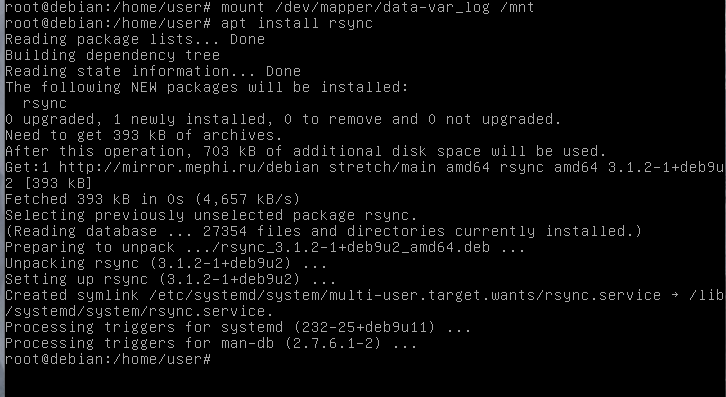 root@debian:/home/user# mount /dev/mapper/data-var_log /mnt
root@debian:/home/user# apt install rsync
Reading package lists... Done
Building dependency tree
Reading state information... Done
The following NEW packages will be installed:
  rsync
0 upgraded, 1 newly installed, 0 to remove and 0 not upgraded.
Need to get 393 kB of archives.
After this operation, 703 kB of additional disk space will be used.
Get:1 http://mirror.mephi.ru/debian stretch/main amd64 rsync amd64 3.1.2-1+deb9u
2 [393 kB]
Fetched 393 kB in 0s (4,657 kB/s)
Selecting previously unselected package rsync.
(Reading database ... 27354 files and directories currently installed.)
Preparing to unpack .../rsync_3.1.2-1+deb9u2_amd64.deb ...
Unpacking rsync (3.1.2-1+deb9u2) ...
Setting up rsync (3.1.2-1+deb9u2) ...
Created symlink /etc/systemd/system/multi-user.target.wants/rsync.service → /lib
/systemd/system/rsync.service.
Processing triggers for systemd (232-25+deb9u11) ...
Processing triggers for man-db (2.7.6.1-2) ...
root@debian:/home/user#